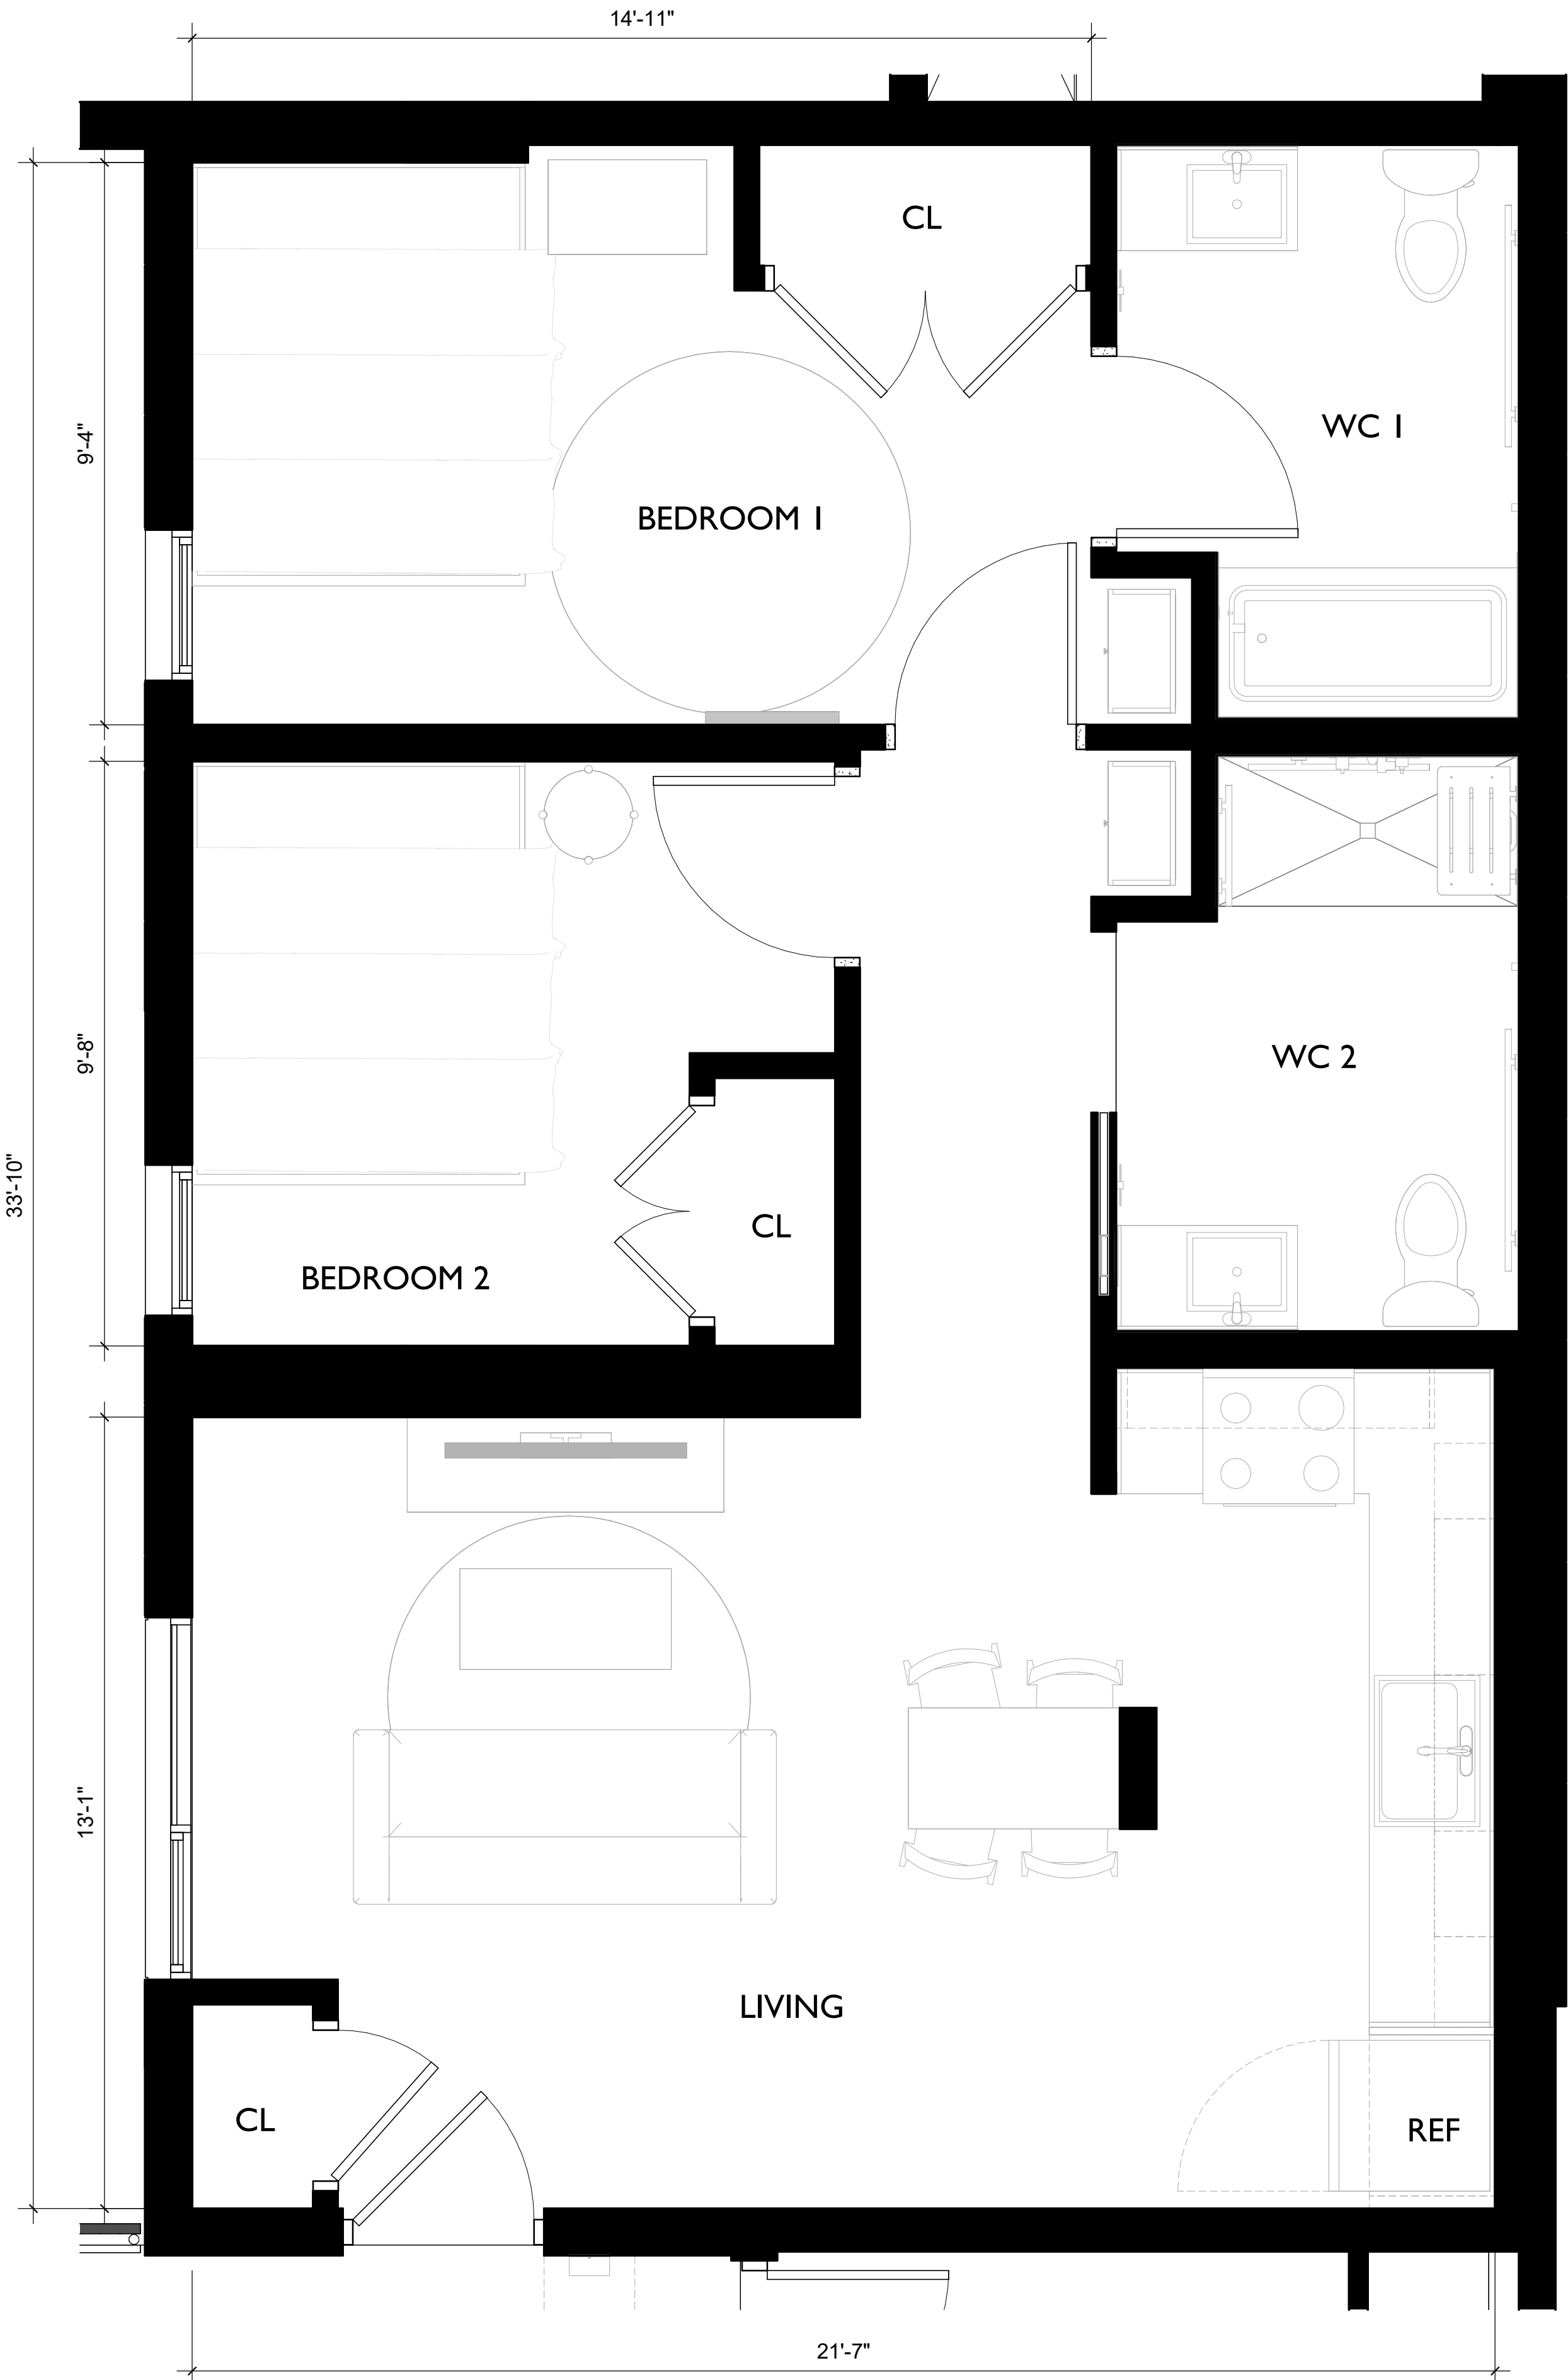 14'-11"
CL
WC 1
9'-4"
BEDROOM 1
9'-8"
WC 2
33'-10"
CL
BEDROOM 2
13'-1"
LIVING
CL
REF
21'-7"